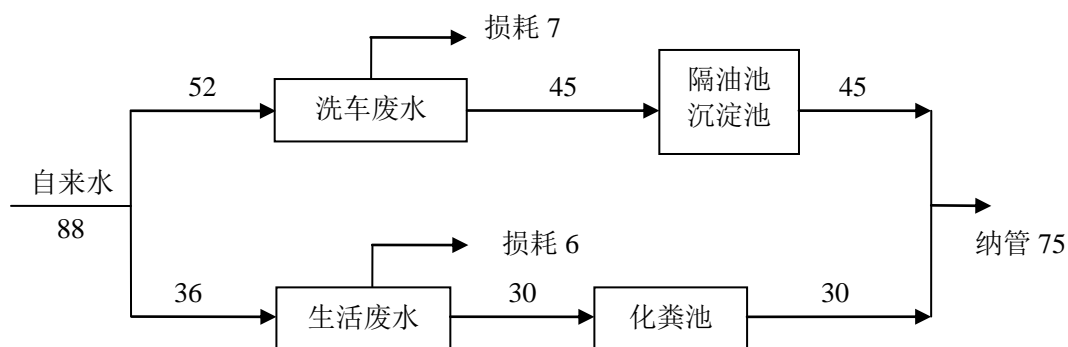 损耗 7
52
洗车废水
45
隔油池
沉淀池
45
自来水
88
纳管 75
损耗 6
36
生活废水
30
化粪池
30